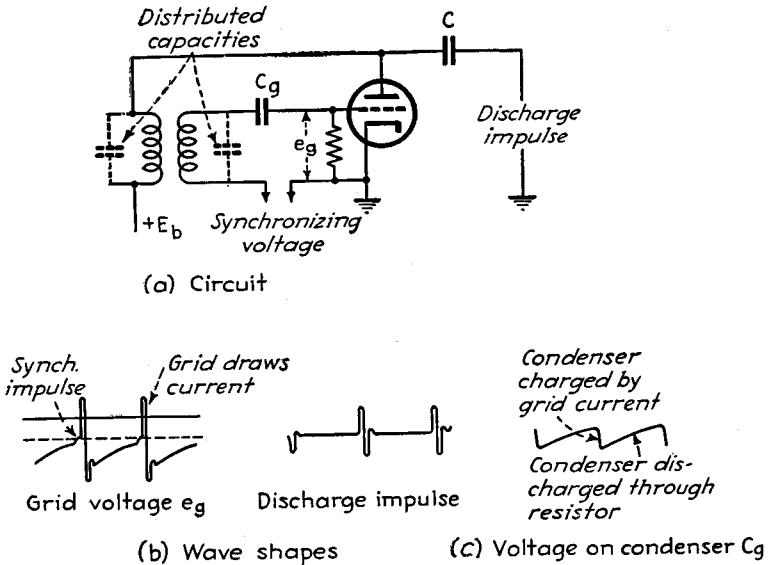 Distributed
capacities
C
Cg
eg
Discharge
impulse
+Eb
Synchronizing
voltage
(a) Circuit
Synch.
impulse
Grid draws
current
Condenser
charged by
grid current
Condenser dis-
charged through
resistor
Grid voltage eg
Discharge impulse
(b) Wave shapes
(c) Voltage on condenser Cg